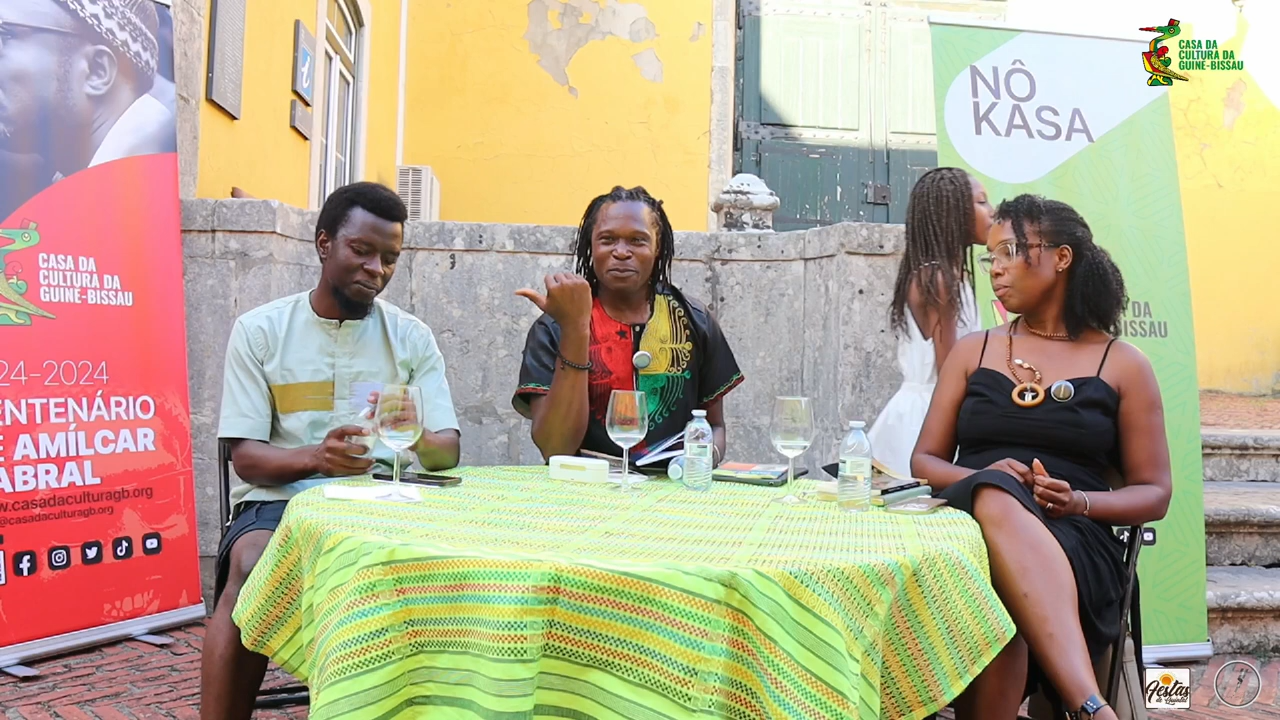 CASA DA
CULTURA DA
GUINÉ-BISSAU
24-2024
ENTENÁRIO
E AMÍLCAR
ABRAL
w.casadaculturagb.org
@casadaculturagb.org
NÔ
KASA
DA
BISSAU
CASA DA
CULTURA DA
GUINÉ-BISSAU
Festas